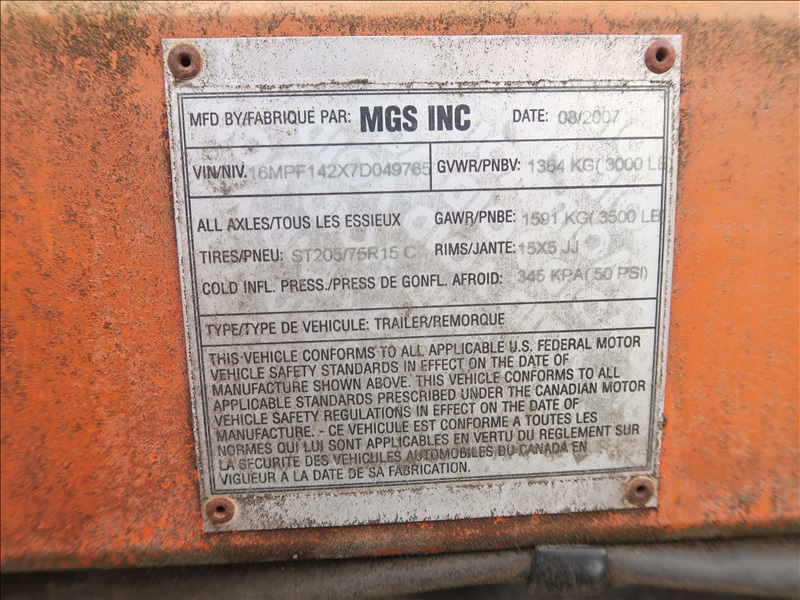 MFD BY/FABRIQUE PAR: MGS INC DATE: 08/2007
VIN/NIV. 16MPF142X7D049765 GVWR/PNBV: 1364 KG( 3000 LB
ALL AXLES/TOUS LES ESSIEUX GAWR/PNBE: 1591 KG( 3500 LB
TIRES/PNEU: ST205/75R15 C RIMS/JANTE: 15X5 JJ
COLD INFL. PRESS./PRESS DE GONFL. AFROID: 345 KPA( 50 PSI)
TYPE/TYPE DE VEHICULE: TRAILER/REMORQUE
THIS VEHICLE CONFORMS TO ALL APPLICABLE U.S. FEDERAL MOTOR
VEHICLE SAFETY STANDARDS IN EFFECT ON THE DATE OF
MANUFACTURE SHOWN ABOVE. THIS VEHICLE CONFORMS TO ALL
APPLICABLE STANDARDS PRESCRIBED UNDER THE CANADIAN MOTOR
VEHICLE SAFETY REGULATIONS IN EFFECT ON THE DATE OF
MANUFACTURE. - CE VEHICULE EST CONFORME A TOUTES LES
NORMES QUI LUI SONT APPLICABLES EN VERTU DU REGLEMENT SUR
LA SECURITE DES VEHICULES AUTOMOBILES DU CANADA EN
VIGUEUR A LA DATE DE SA FABRICATION.